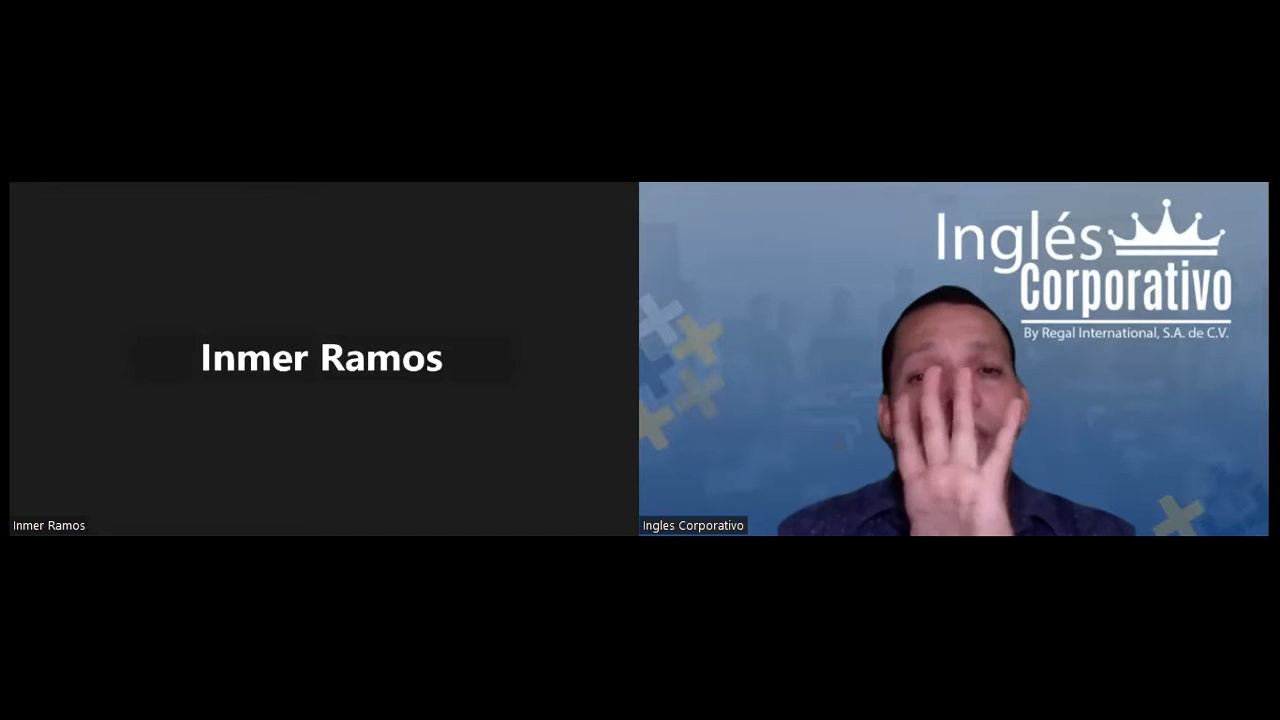 Inmer Ramos
Inmer Ramos
Inglés
Corporativo
By Regal International, S.A. de C.V.
Ingles Corporativo